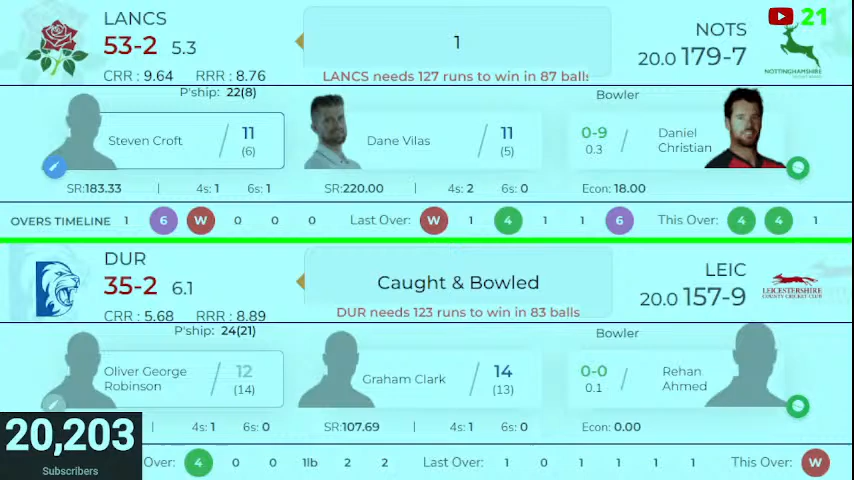 LANCS
53-2 5.3
CRR : 9.64 RRR : 8.76
1
LANCS needs 127 runs to win in 87 balls
21
NOTS
20.0 179-7
NOTTINGHAMSHIRE
P'ship: 22(8)
Steven Croft 11 (6)
Dane Vilas 11 (5)
Bowler
0-9 0.3 Daniel Christian
SR:183.33 | 4s: 1 6s: 1
SR:220.00 | 4s: 2 6s: 0
Econ: 18.00
OVERS TIMELINE 1 6 W 0 0 0 Last Over: W 1 4 1 1 6 This Over: 4 4 1
DUR
35-2 6.1
CRR : 5.68 RRR : 8.89
Caught & Bowled
DUR needs 123 runs to win in 83 balls
LEIC
20.0 157-9
LEICESTERSHIRE
COUNTY CRICKET CLUB
P'ship: 24(21)
Oliver George Robinson 12 (14)
Graham Clark 14 (13)
Bowler
0-0 0.1 Rehan Ahmed
| 4s: 1 6s: 0
SR:107.69 | 4s: 1 6s: 0
Econ: 0.00
20,203
Subscribers
Over: 4 0 0 1lb 2 2 Last Over: 1 0 1 1 1 1 This Over: W